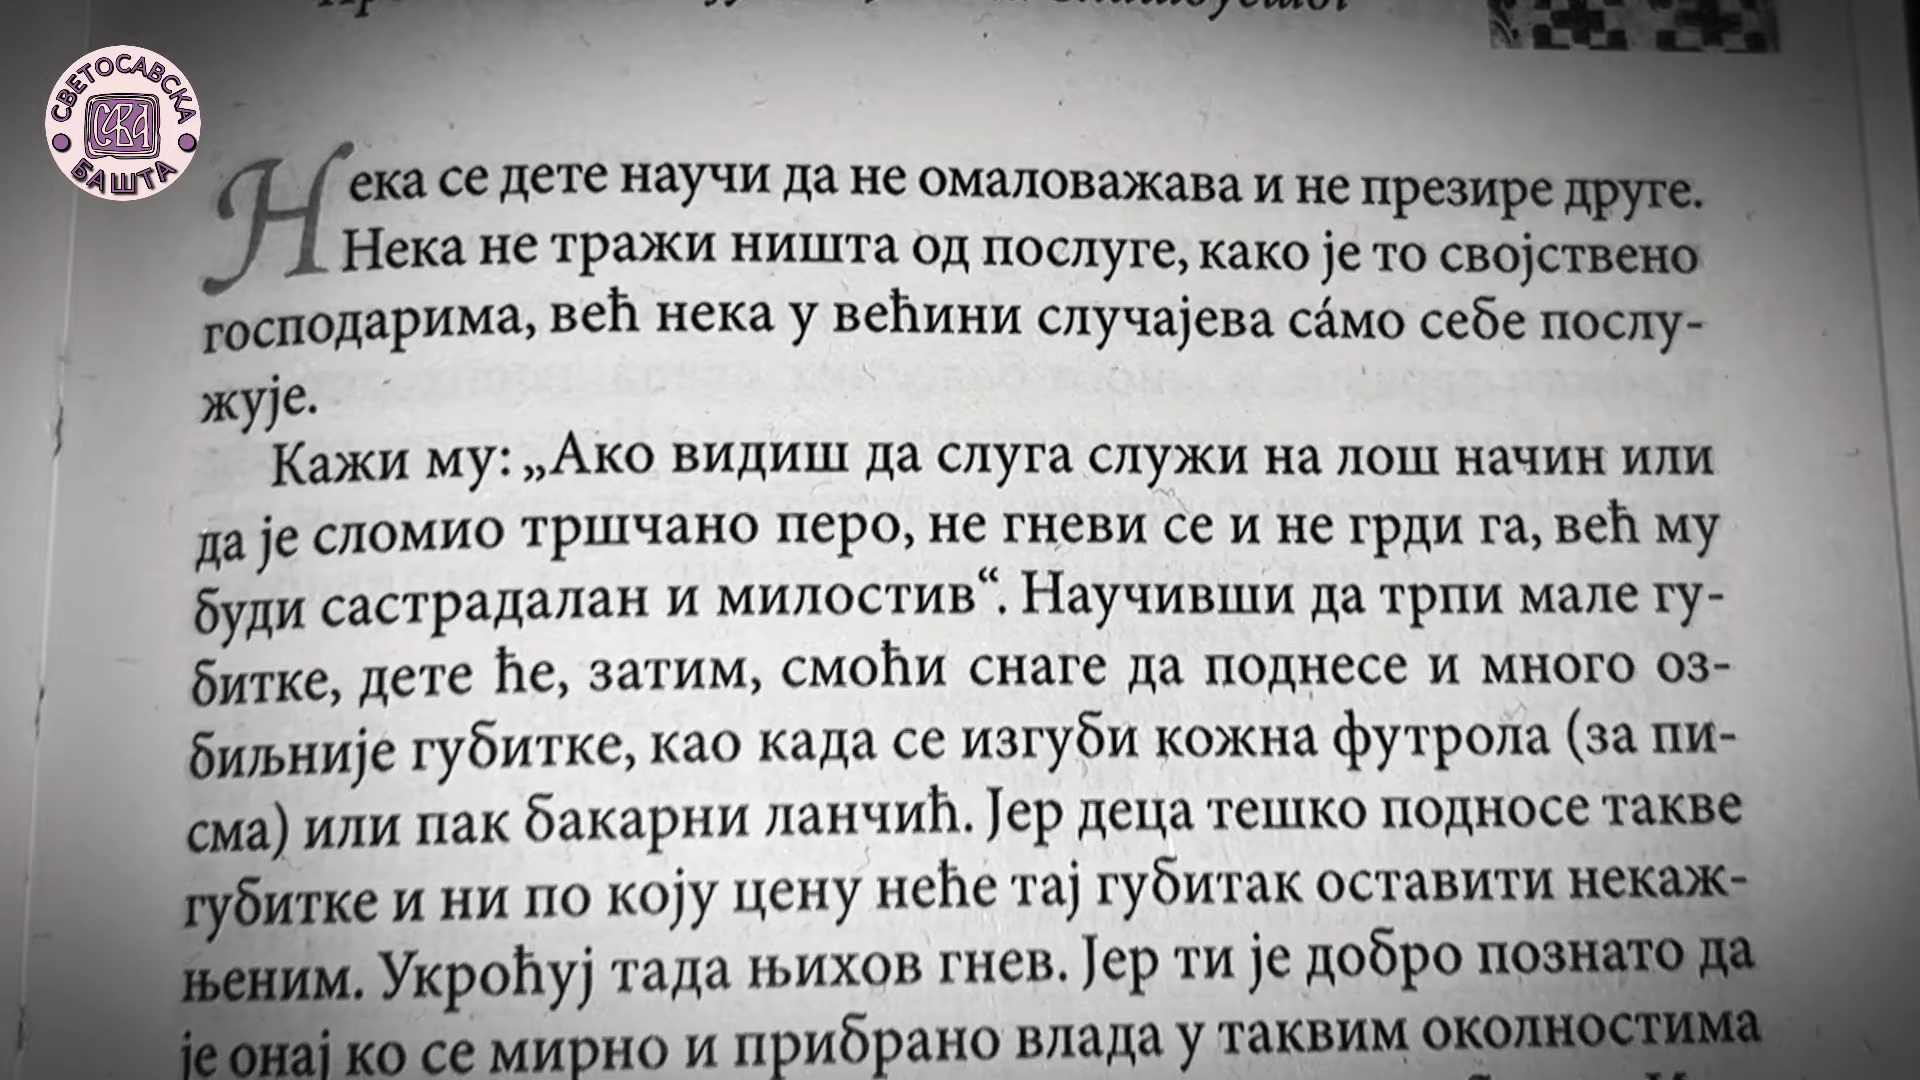 СВЕТОСАВСКА
БАШТА
Нека се дете научи да не омаловажава и не презире друге.
Нека не тражи ништа од послуге, како је то својствено
господарима, већ нека у већини случајева са́мо себе послу-
жује.
Кажи му: „Ако видиш да слуга служи на лош начин или
да је сломио тршчано перо, не гневи се и не грди га, већ му
буди састрадалан и милостив“. Научивши да трпи мале гу-
битке, дете ће, затим, смоћи снаге да поднесе и много оз-
биљније губитке, као када се изгуби кожна футрола (за пи-
сма) или пак бакарни ланчић. Јер деца тешко подносе такве
губитке и ни по коју цену неће тај губитак оставити некаж-
њеним. Укроћуј тада њихов гнев. Јер ти је добро познато да
је онај ко се мирно и прибрано влада у таквим околностима